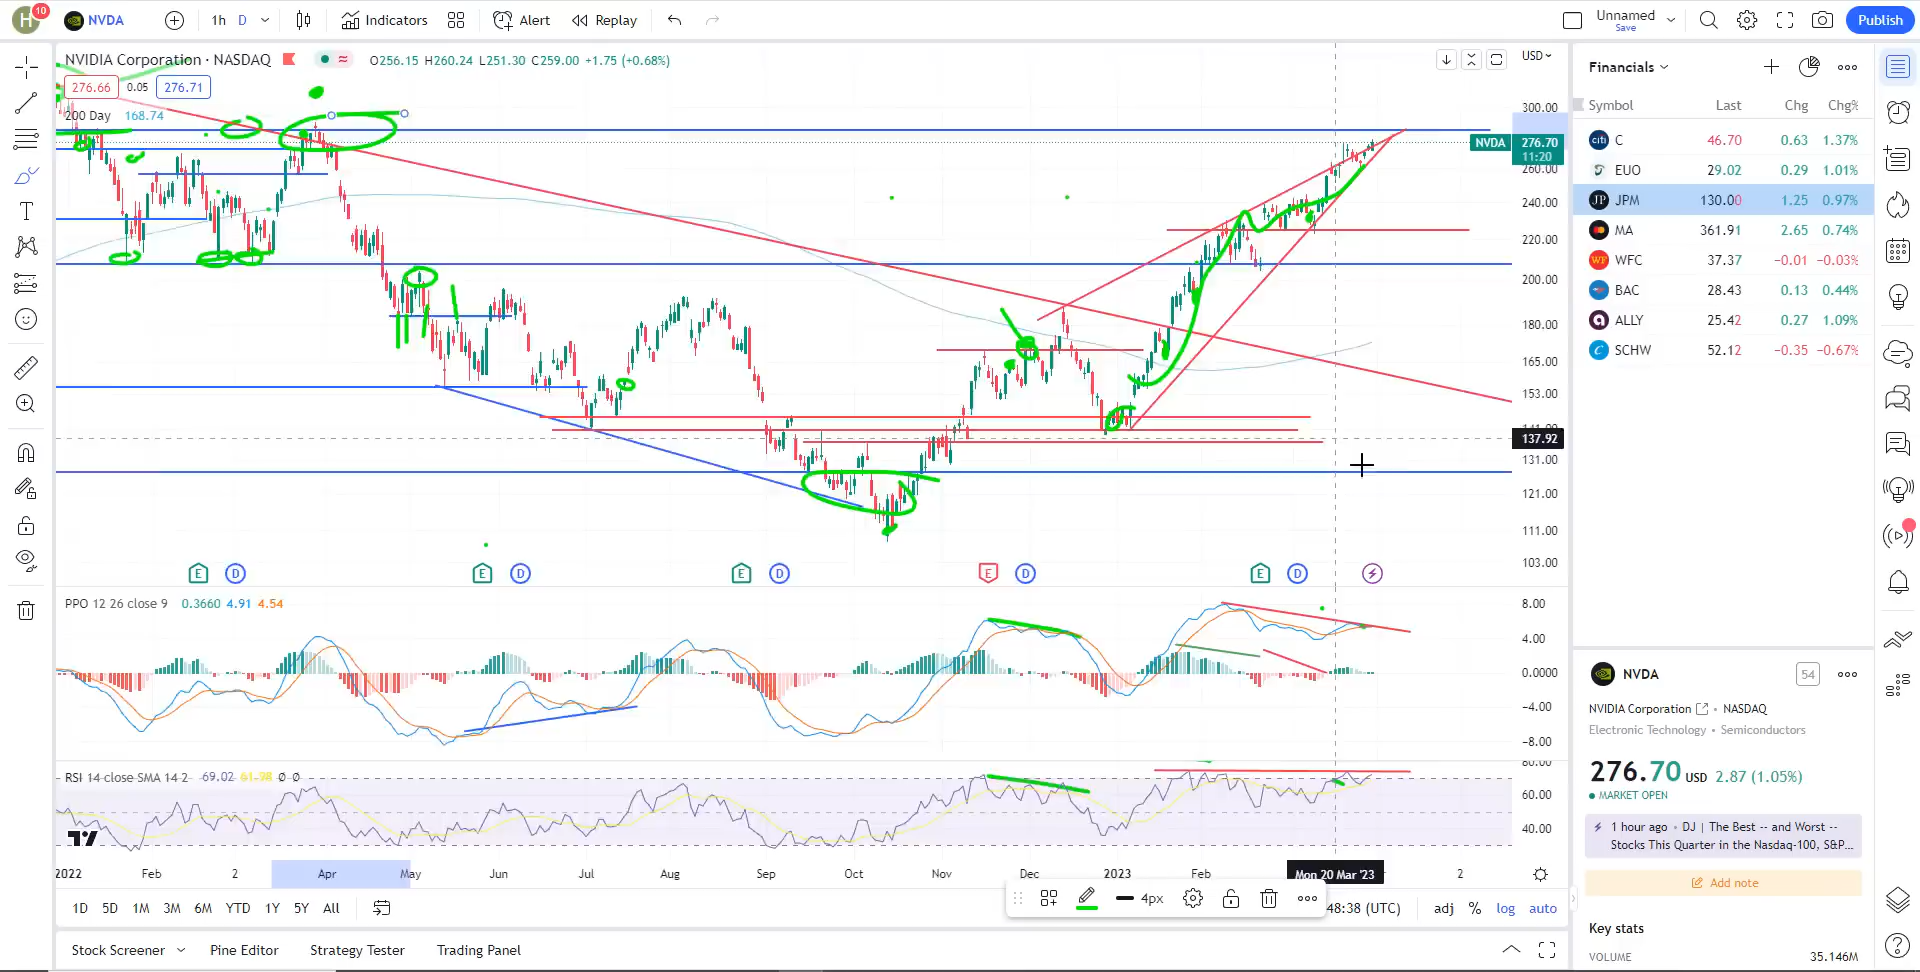 H 10 NVDA 1h D Indicators Alert Replay Unnamed Save Publish
NVIDIA Corporation · NASDAQ O256.15 H260.24 L251.30 C259.00 +1.75 (+0.68%) USD
276.66 0.05 276.71
200 Day 168.74
300.00
NVDA 276.70
11:20
260.00
240.00
220.00
200.00
180.00
165.00
153.00
137.92
131.00
121.00
111.00
103.00
E D E D E D E D E D
PPO 12 26 close 9 0.3660 4.91 4.54
8.00
4.00
0.0000
−4.00
−8.00
RSI 14 close SMA 14 2 69.02 61.98 Ø Ø
80.00
60.00
40.00
2022 Feb 2 Apr May Jun Jul Aug Sep Oct Nov Dec 2023 Feb Mon 20 Mar '23 2
1D 5D 1M 3M 6M YTD 1Y 5Y All 4px 48:38 (UTC) adj % log auto
Stock Screener Pine Editor Strategy Tester Trading Panel
Financials
Symbol Last Chg Chg%
citi C 46.70 0.63 1.37%
EUO 29.02 0.29 1.01%
JP JPM 130.00 1.25 0.97%
MA 361.91 2.65 0.74%
WF WFC 37.37 −0.01 −0.03%
BAC 28.43 0.13 0.44%
ALLY 25.42 0.27 1.09%
SCHW 52.12 −0.35 −0.67%
NVDA 54
NVIDIA Corporation • NASDAQ
Electronic Technology • Semiconductors
276.70 USD 2.87 (1.05%)
MARKET OPEN
1 hour ago • DJ | The Best -- and Worst --
Stocks This Quarter in the Nasdaq-100, S&P...
Add note
Key stats
VOLUME 35.146M